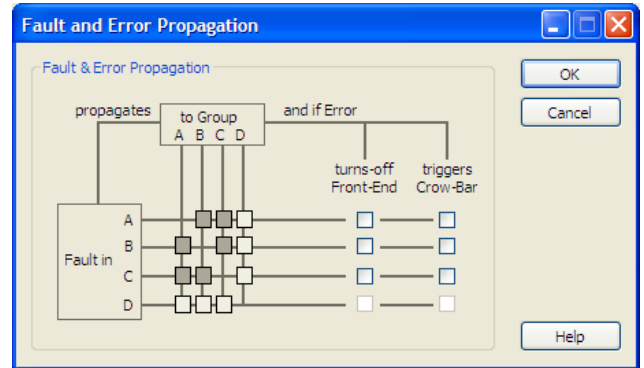 Fault and Error Propagation
Fault & Error Propagation
OK
Cancel
propagates
to Group
and if Error
A B C D
turns-off
Front-End
triggers
Crow-Bar
A
B
Fault in
C
D
Help